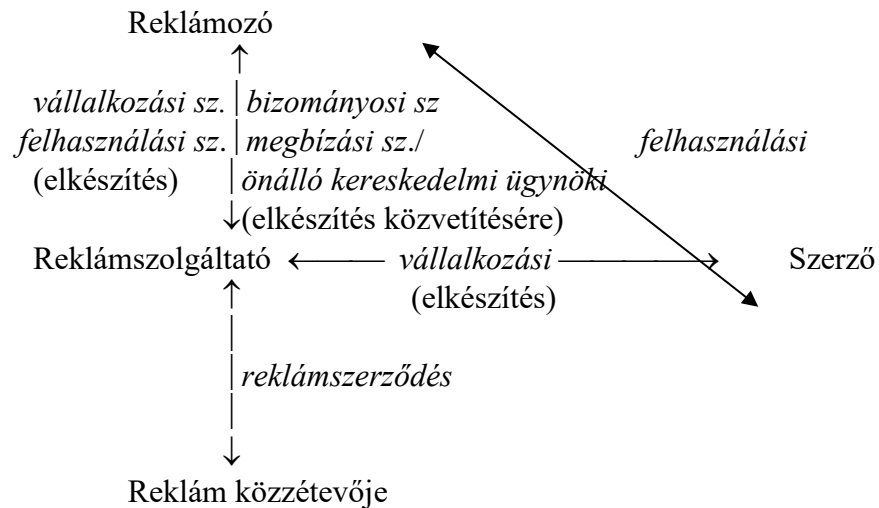 Reklámozó
vállalkozási sz. bizományosi sz
felhasználási sz. megbízási sz./ felhasználási
(elkészítés) önálló kereskedelmi ügynöki
(elkészítés közvetítésére)
Reklámszolgáltató vállalkozási Szerző
(elkészítés)
reklámszerződés
Reklám közzétevője